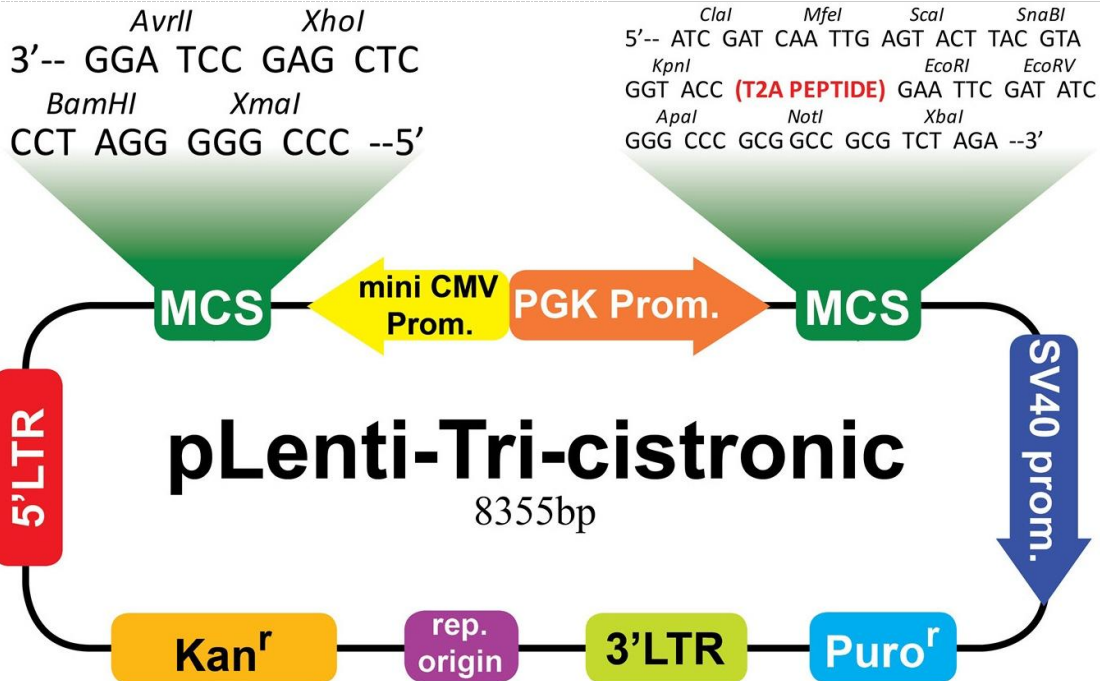 AvrII XhoI
3’-- GGA TCC GAG CTC
BamHI XmaI
CCT AGG GGG CCC --5’
ClaI MfeI ScaI SnaBI
5’-- ATC GAT CAA TTG AGT ACT TAC GTA
KpnI EcoRI EcoRV
GGT ACC (T2A PEPTIDE) GAA TTC GAT ATC
ApaI NotI XbaI
GGG CCC GCG GCC GCG TCT AGA --3’
MCS
mini CMV
Prom.
PGK Prom.
MCS
5’LTR
SV40 prom.
pLenti-Tri-cistronic
8355bp
Kanʳ
rep.
origin
3’LTR
Puroʳ